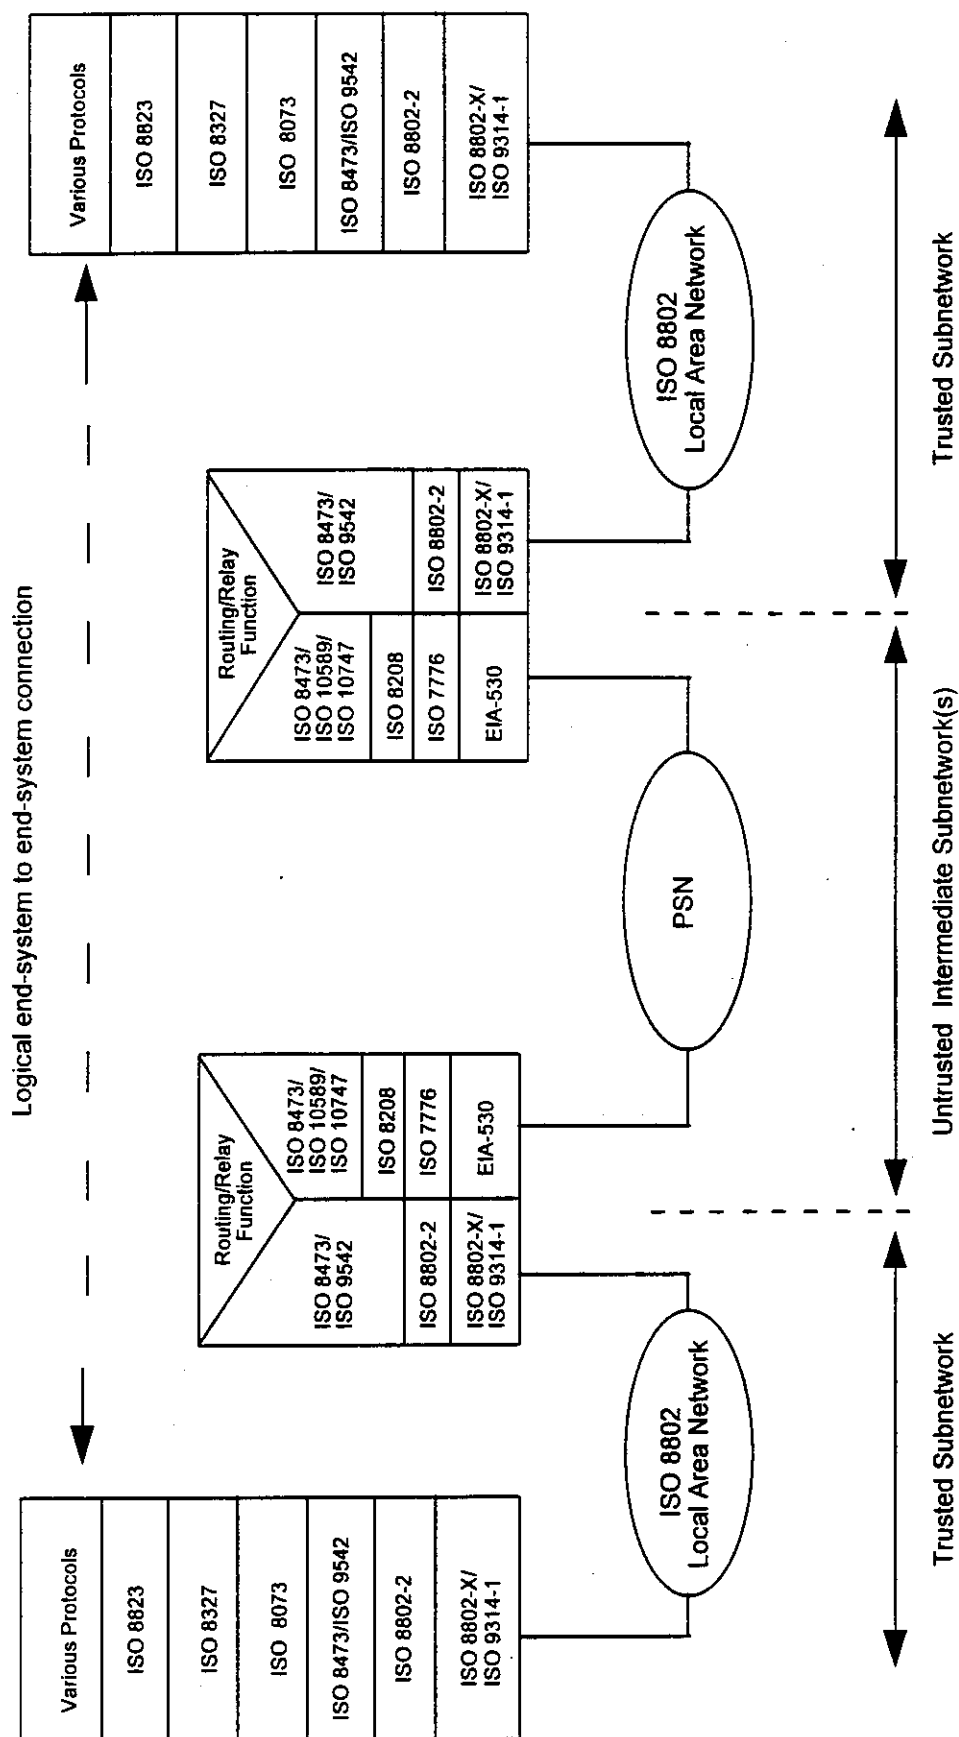 Logical end-system to end-system connection
Various Protocols
ISO 8823
ISO 8327
ISO 8073
ISO 8473/ISO 9542
ISO 8802-2
ISO 8802-X/
ISO 9314-1
Routing/Relay
Function
ISO 8473/
ISO 9542
ISO 8802-2
ISO 8802-X/
ISO 9314-1
ISO 8473/
ISO 10589/
ISO 10747
ISO 8208
ISO 7776
EIA-530
Routing/Relay
Function
ISO 8473/
ISO 10589/
ISO 10747
ISO 8208
ISO 7776
EIA-530
ISO 8473/
ISO 9542
ISO 8802-2
ISO 8802-X/
ISO 9314-1
Various Protocols
ISO 8823
ISO 8327
ISO 8073
ISO 8473/ISO 9542
ISO 8802-2
ISO 8802-X/
ISO 9314-1
ISO 8802
Local Area Network
PSN
ISO 8802
Local Area Network
Trusted Subnetwork
Untrusted Intermediate Subnetwork(s)
Trusted Subnetwork